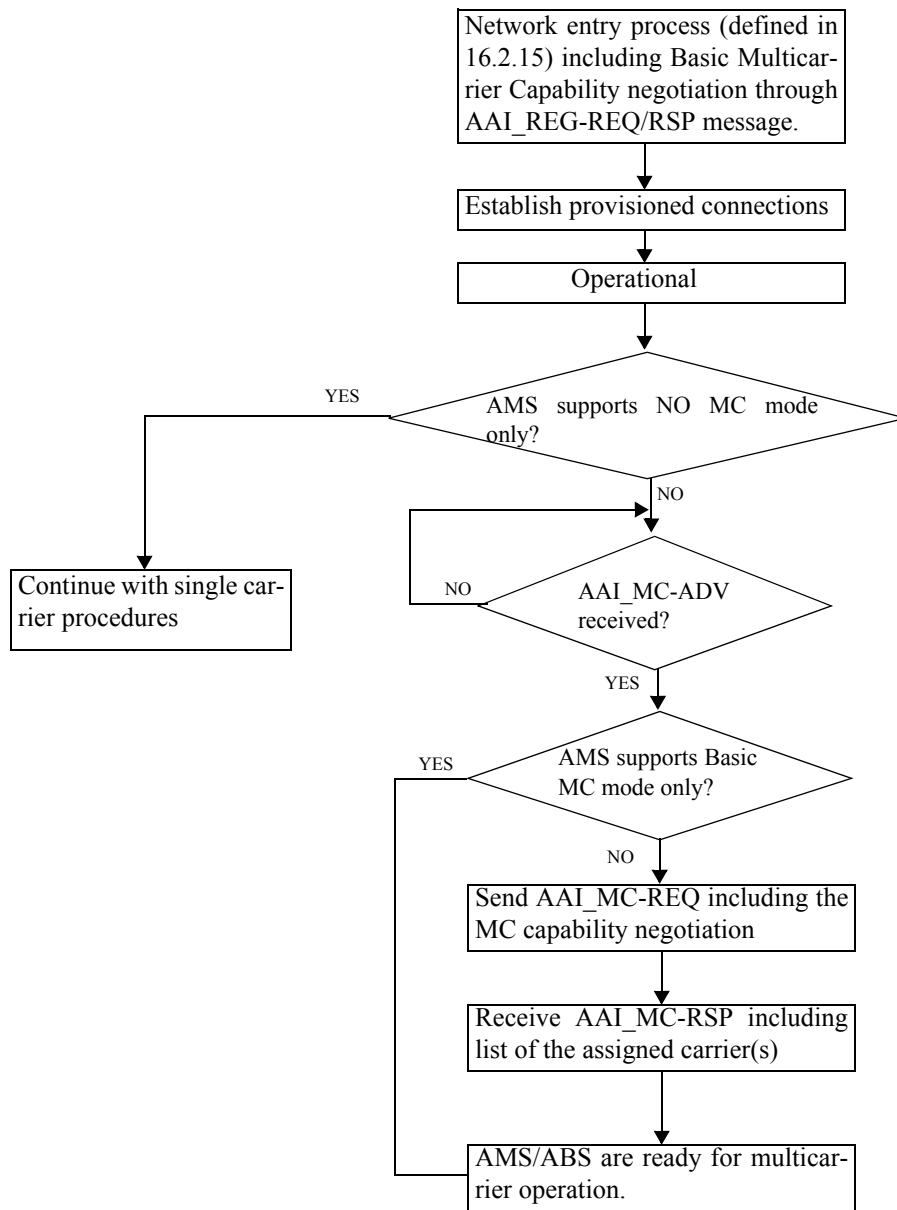 Network entry process (defined in
16.2.15) including Basic Multicar-
rier Capability negotiation through
AAI_REG-REQ/RSP message.
Establish provisioned connections
Operational
YES
AMS supports NO MC mode
only?
NO
Continue with single car-
rier procedures
NO
AAI_MC-ADV
received?
YES
YES
AMS supports Basic
MC mode only?
NO
Send AAI_MC-REQ including the
MC capability negotiation
Receive AAI_MC-RSP including
list of the assigned carrier(s)
AMS/ABS are ready for multicar-
rier operation.